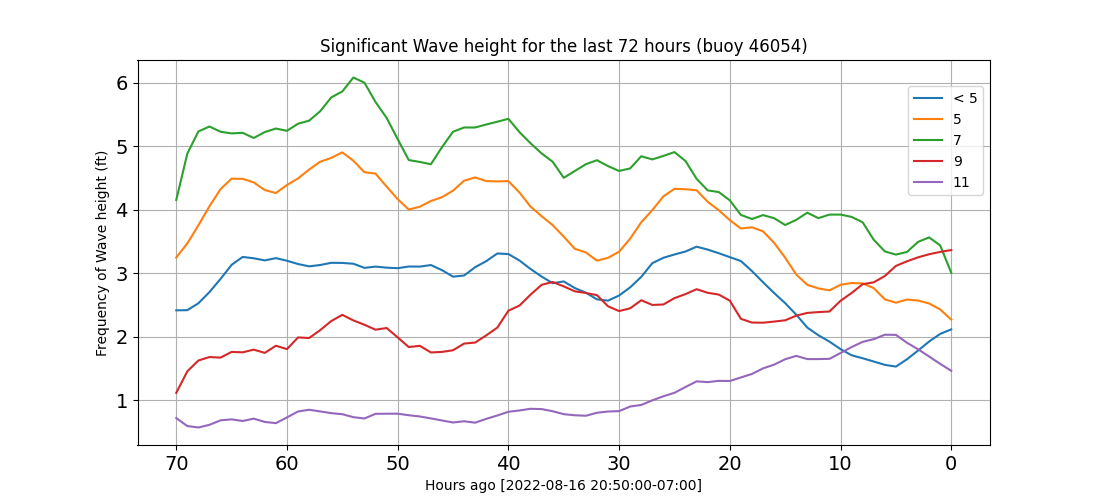 Significant Wave height for the last 72 hours (buoy 46054)
Frequency of Wave height (ft)
6
5
4
3
2
1
< 5
5
7
9
11
70 60 50 40 30 20 10 0
Hours ago [2022-08-16 20:50:00-07:00]